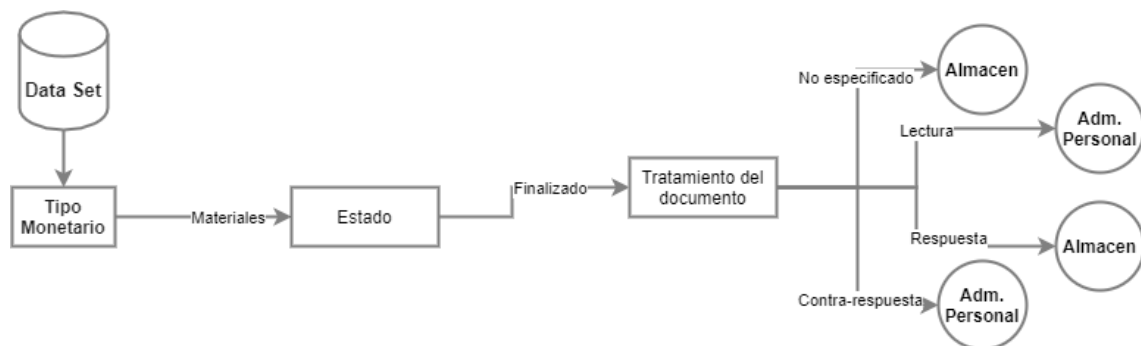 Data Set
Tipo
Monetario
Materiales
Estado
Finalizado
Tratamiento del
documento
No especificado
Almacen
Lectura
Adm.
Personal
Respuesta
Almacen
Contra-respuesta
Adm.
Personal